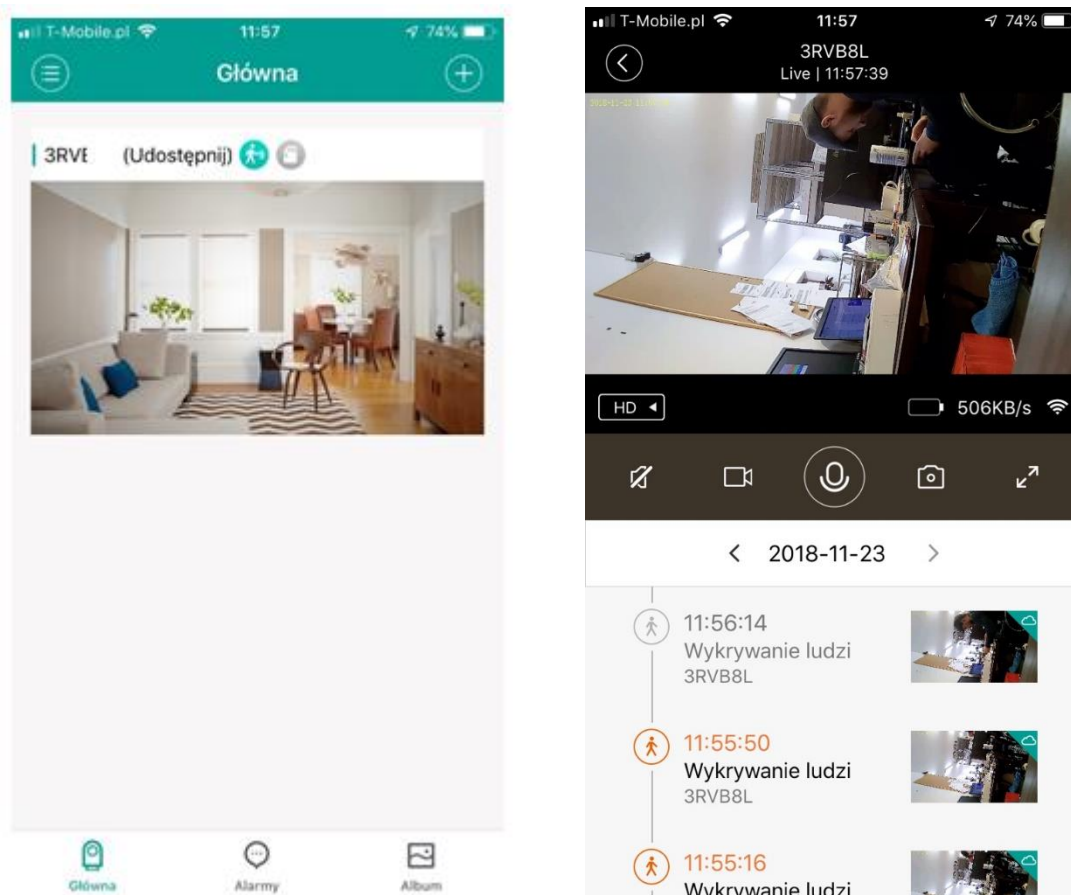 T-Mobile.pl
11:57
74%
Główna
3RVE (Udostępnij)
Główna
Alarmy
Album
T-Mobile.pl
11:57
74%
3RVB8L
Live | 11:57:39
HD
506KB/s
2018-11-23
11:56:14
Wykrywanie ludzi
3RVB8L
11:55:50
Wykrywanie ludzi
3RVB8L
11:55:16
Wykrywanie ludzi